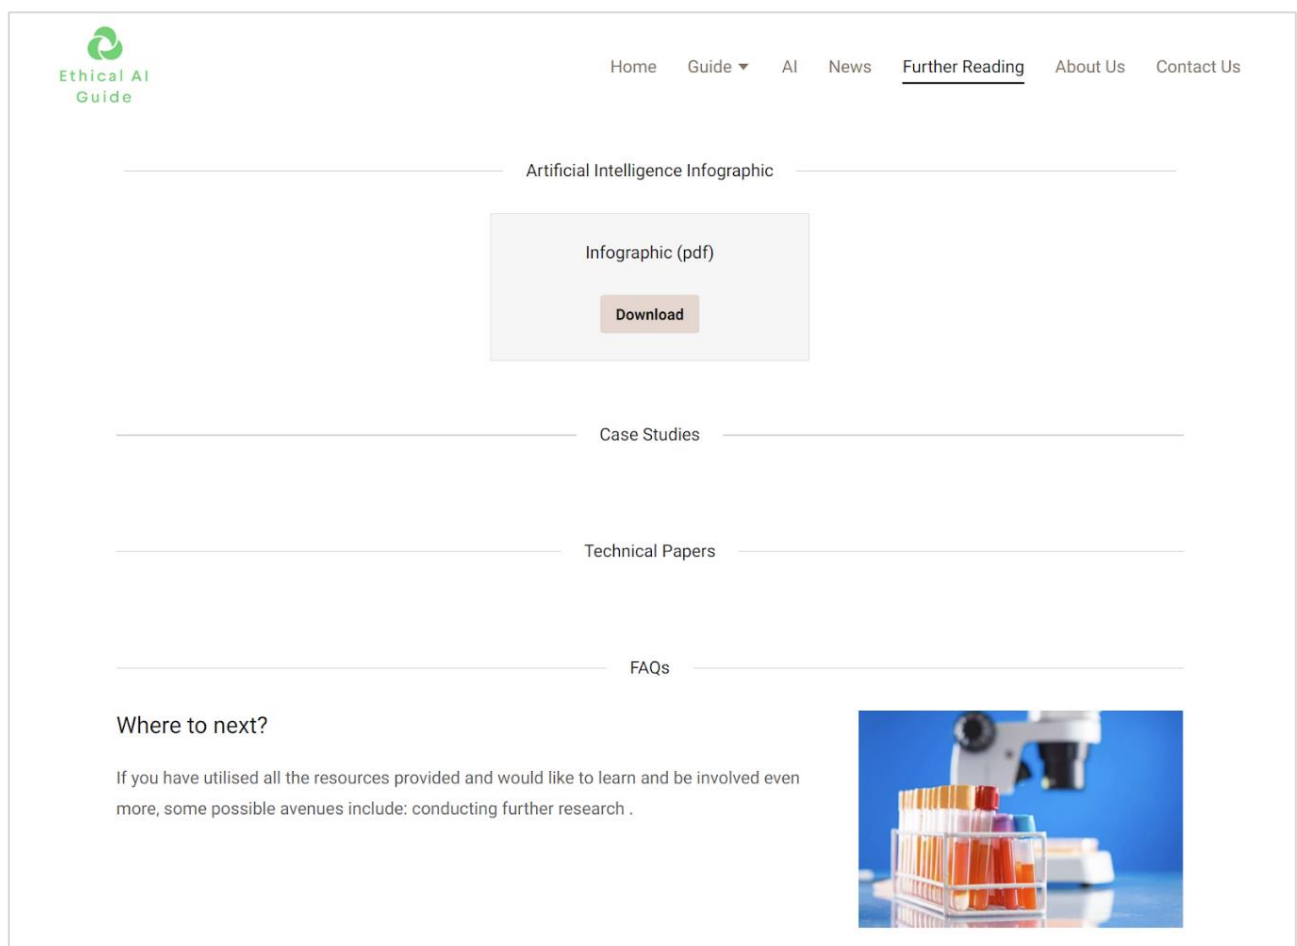 Ethical AI
Guide
Home Guide AI News Further Reading About Us Contact Us
Artificial Intelligence Infographic
Infographic (pdf)
Download
Case Studies
Technical Papers
FAQs
Where to next?
If you have utilised all the resources provided and would like to learn and be involved even
more, some possible avenues include: conducting further research .